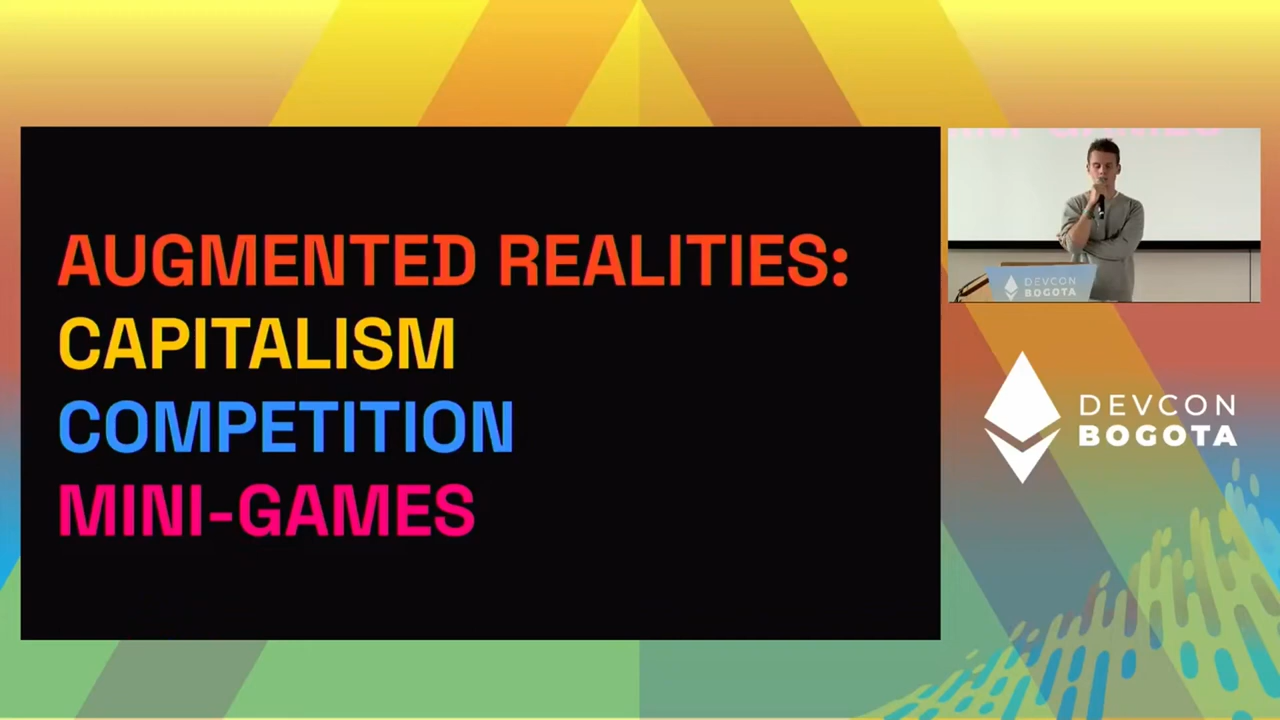 AUGMENTED REALITIES:
CAPITALISM
COMPETITION
MINI-GAMES
DEVCON
BOGOTA
DEVCON
BOGOTA